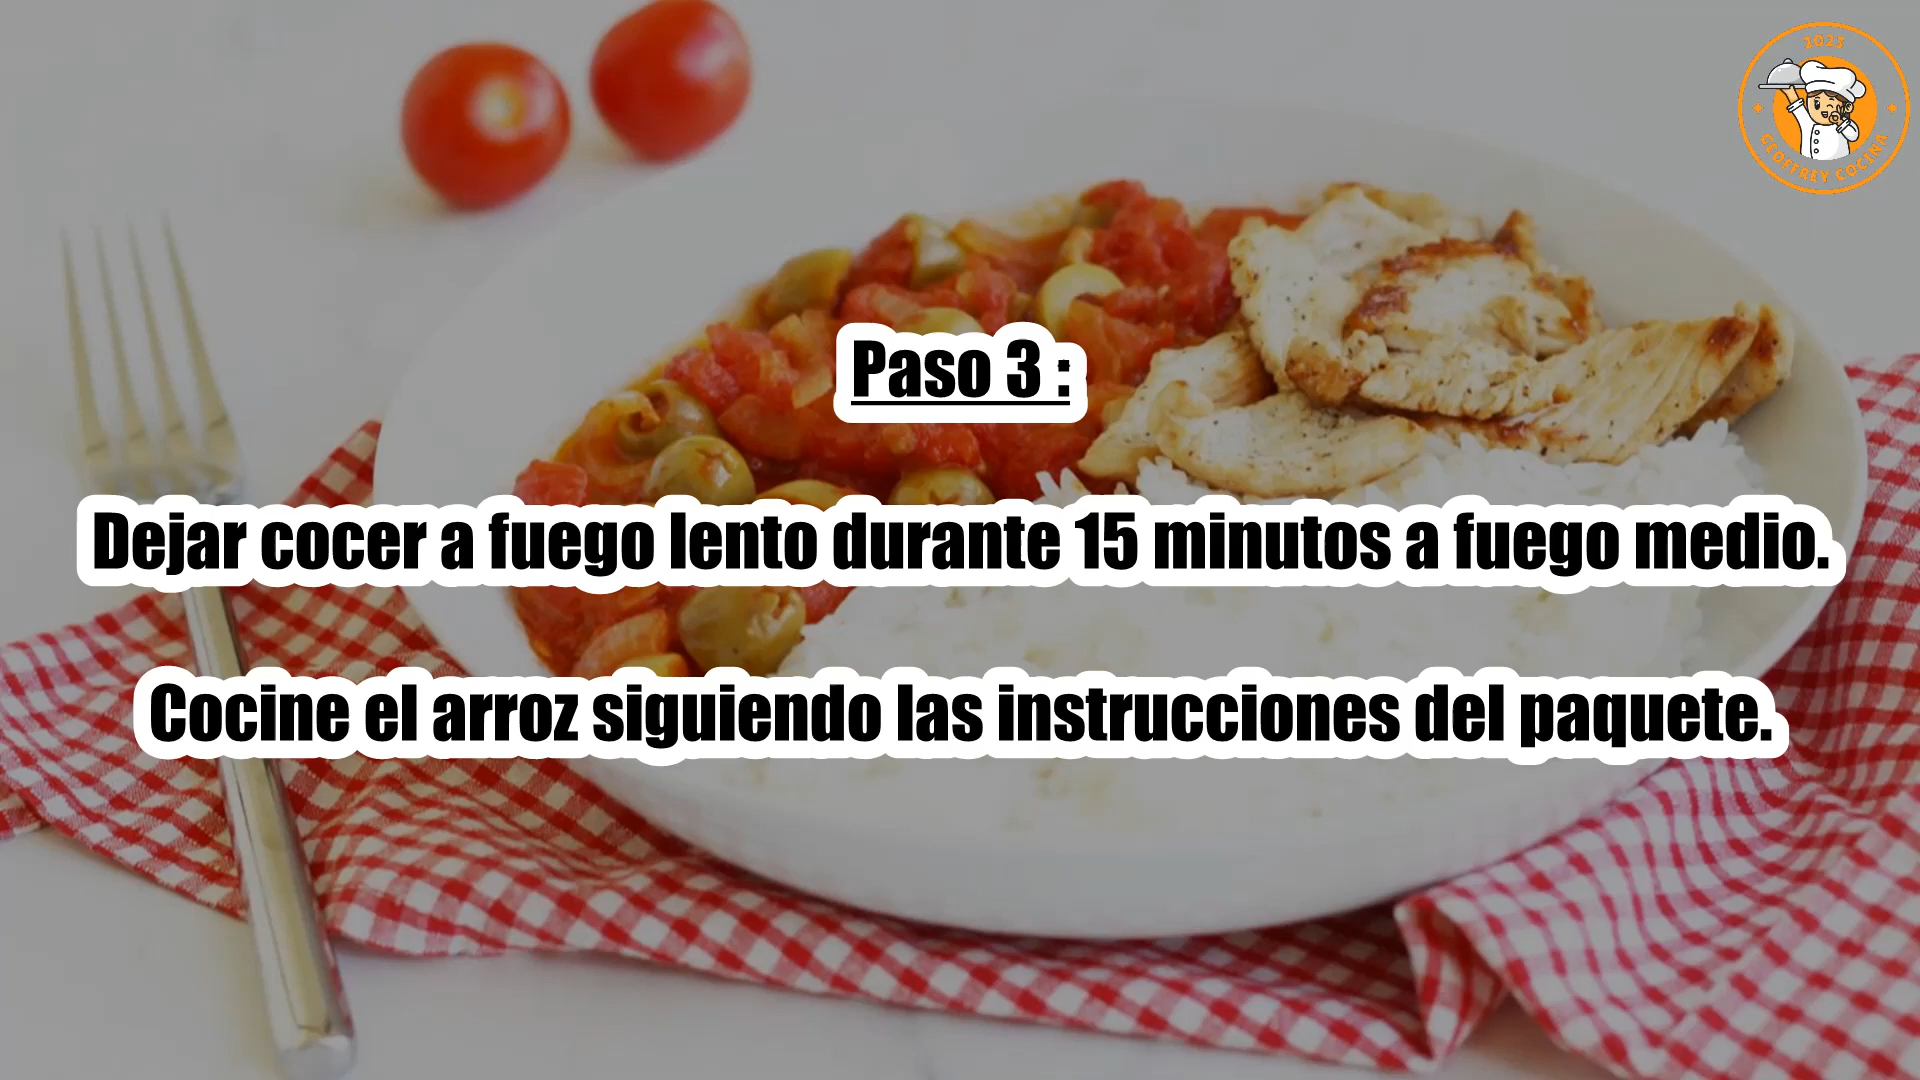 2023
GEOFFREY COCINA
Paso 3 :
Dejar cocer a fuego lento durante 15 minutos a fuego medio.
Cocine el arroz siguiendo las instrucciones del paquete.